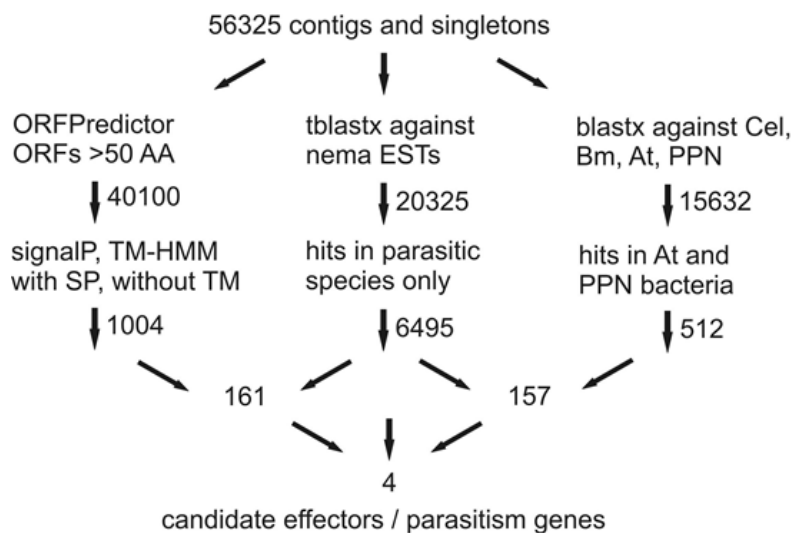 56325 contigs and singletons
ORFPredictor
ORFs >50 AA
tblastx against
nema ESTs
blastx against Cel,
Bm, At, PPN
40100
20325
15632
signalP, TM-HMM
with SP, without TM
hits in parasitic
species only
hits in At and
PPN bacteria
1004
6495
512
161
157
4
candidate effectors / parasitism genes